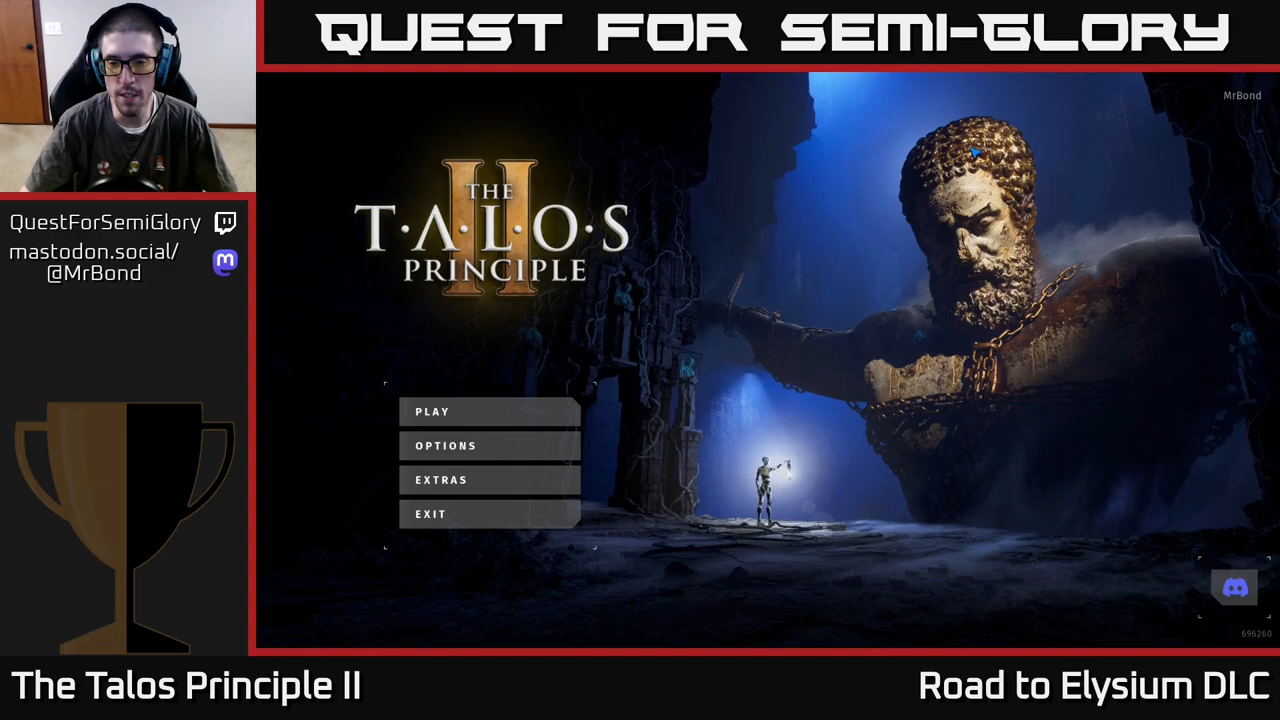 QUEST FOR SEMI-GLORY
QuestForSemiGlory
mastodon.social/
@MrBond
MrBond
II
THE
T·A·L·O·S
PRINCIPLE
PLAY
OPTIONS
EXTRAS
EXIT
696260
The Talos Principle II
Road to Elysium DLC